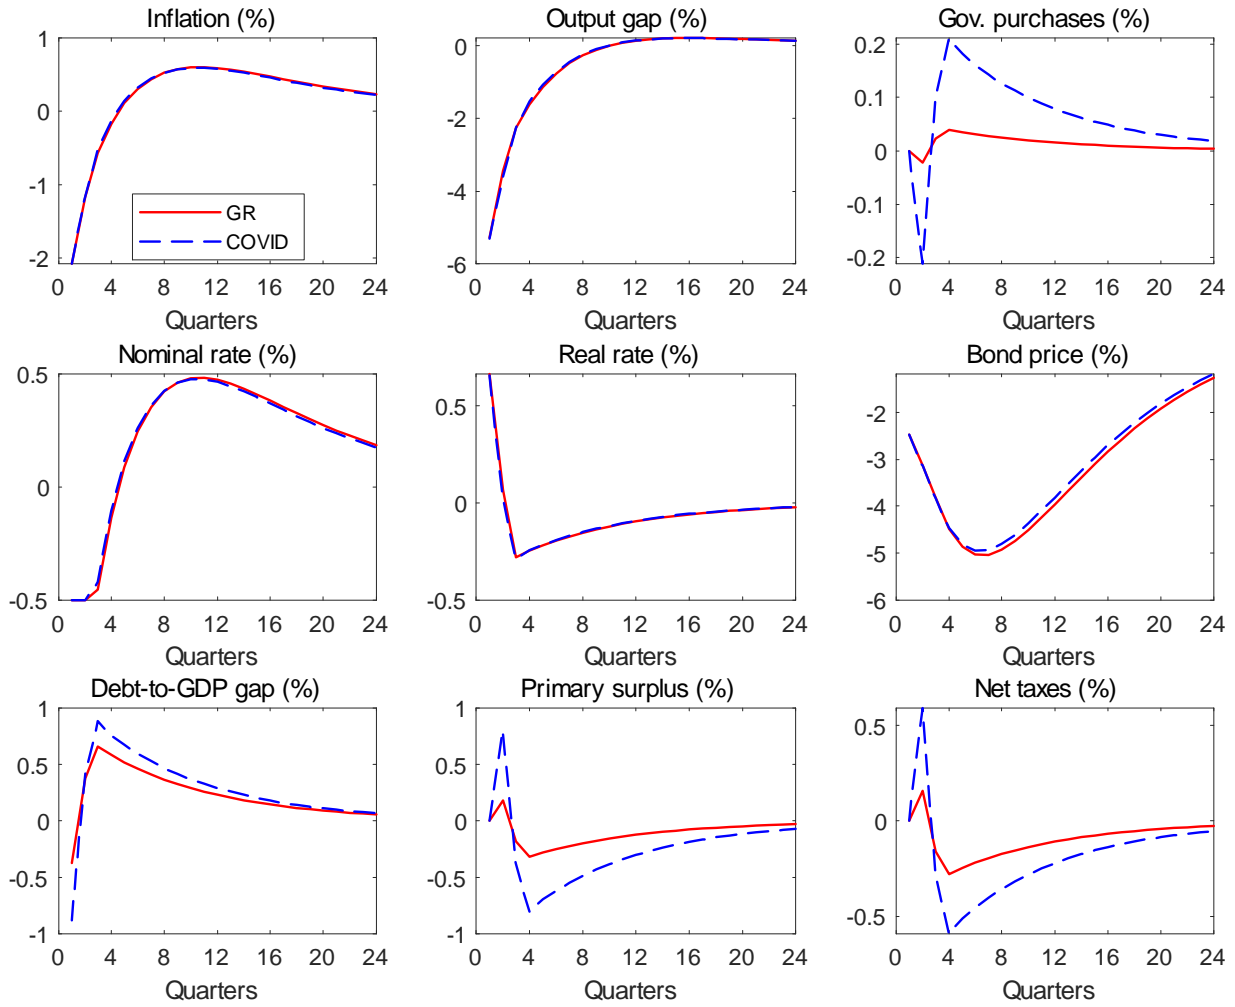 Inflation (%)
1
0
-1
-2
GR
COVID
0 4 8 12 16 20 24
Quarters
Output gap (%)
0
-2
-4
-6
0 4 8 12 16 20 24
Quarters
Gov. purchases (%)
0.2
0.1
0
-0.1
-0.2
0 4 8 12 16 20 24
Quarters
Nominal rate (%)
0.5
0
-0.5
0 4 8 12 16 20 24
Quarters
Real rate (%)
0.5
0
-0.5
0 4 8 12 16 20 24
Quarters
Bond price (%)
-2
-3
-4
-5
-6
0 4 8 12 16 20 24
Quarters
Debt-to-GDP gap (%)
1
0.5
0
-0.5
-1
0 4 8 12 16 20 24
Quarters
Primary surplus (%)
1
0.5
0
-0.5
-1
0 4 8 12 16 20 24
Quarters
Net taxes (%)
0.5
0
-0.5
0 4 8 12 16 20 24
Quarters